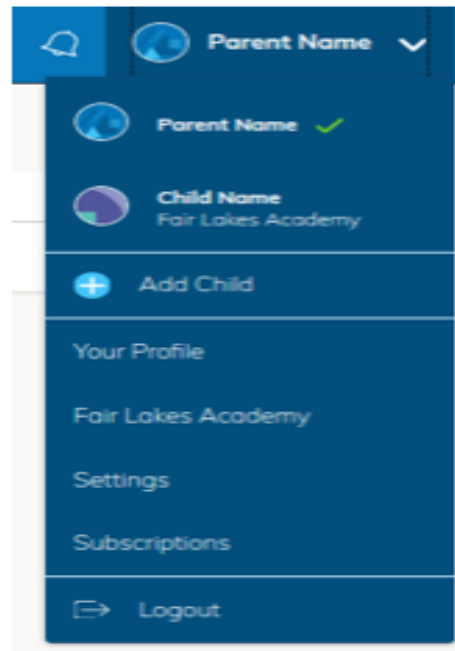 Parent Name
Parent Name
Child Name
Fair Lakes Academy
Add Child
Your Profile
Fair Lakes Academy
Settings
Subscriptions
Logout